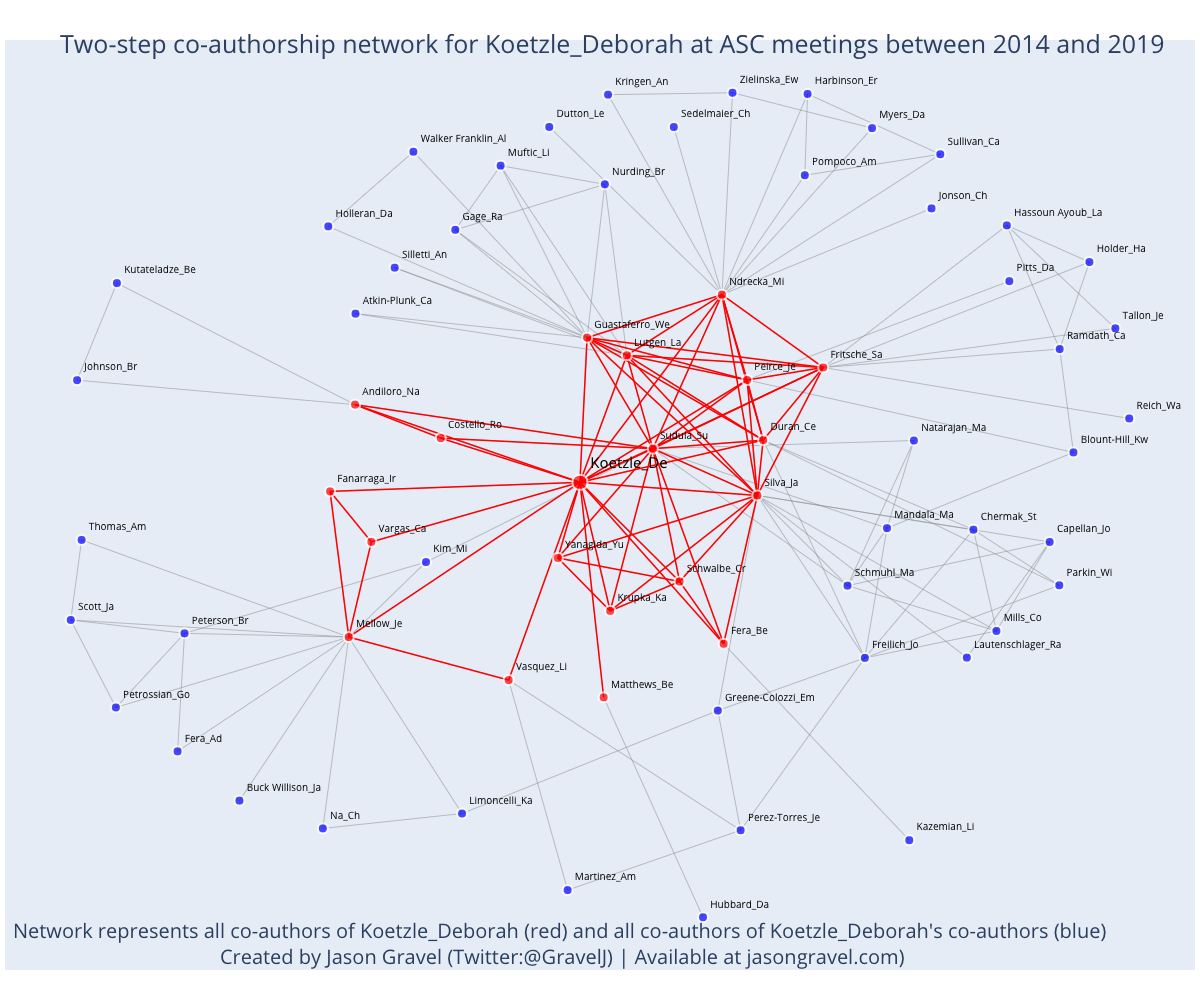 Two-step co-authorship network for Koetzle_Deborah at ASC meetings between 2014 and 2019
Kringen_An
Zielinska_Ew
Harbinson_Er
Dutton_Le
Sedelmaier_Ch
Myers_Da
Walker Franklin_Al
Muftic_Li
Sullivan_Ca
Nurding_Br
Pompoco_Am
Jonson_Ch
Holleran_Da
Gage_Ra
Hassoun Ayoub_La
Silletti_An
Holder_Ha
Kutateladze_Be
Ndrecka_Mi
Pitts_Da
Atkin-Plunk_Ca
Guastaferro_We
Tallon_Je
Lutgen_La
Ramdath_Ca
Johnson_Br
Peirce_Je
Fritsche_Sa
Andiloro_Na
Reich_Wa
Costello_Ro
Sudula_Su
Duran_Ce
Natarajan_Ma
Blount-Hill_Kw
Koetzle_De
Fanarraga_Ir
Silva_Ja
Thomas_Am
Vargas_Ca
Mandala_Ma
Chermak_St
Capellan_Jo
Kim_Mi
Yanagida_Yu
Schwalbe_Cr
Schmuhl_Ma
Parkin_Wi
Scott_Ja
Peterson_Br
Mellow_Je
Krupka_Ka
Fera_Be
Mills_Co
Freilich_Jo
Lautenschlager_Ra
Vasquez_Li
Matthews_Be
Petrossian_Go
Greene-Colozzi_Em
Fera_Ad
Buck Willison_Ja
Na_Ch
Limoncelli_Ka
Perez-Torres_Je
Kazemian_Li
Martinez_Am
Hubbard_Da
Network represents all co-authors of Koetzle_Deborah (red) and all co-authors of Koetzle_Deborah's co-authors (blue)
Created by Jason Gravel (Twitter:@GravelJ) | Available at jasongravel.com)